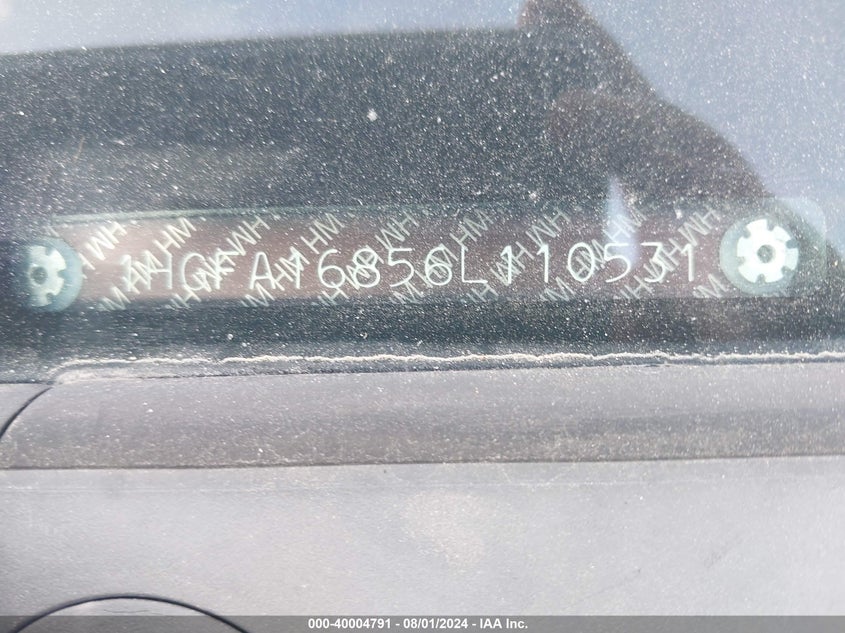 1HGFA16856L110531
000-40004791 - 08/01/2024 - IAA Inc.